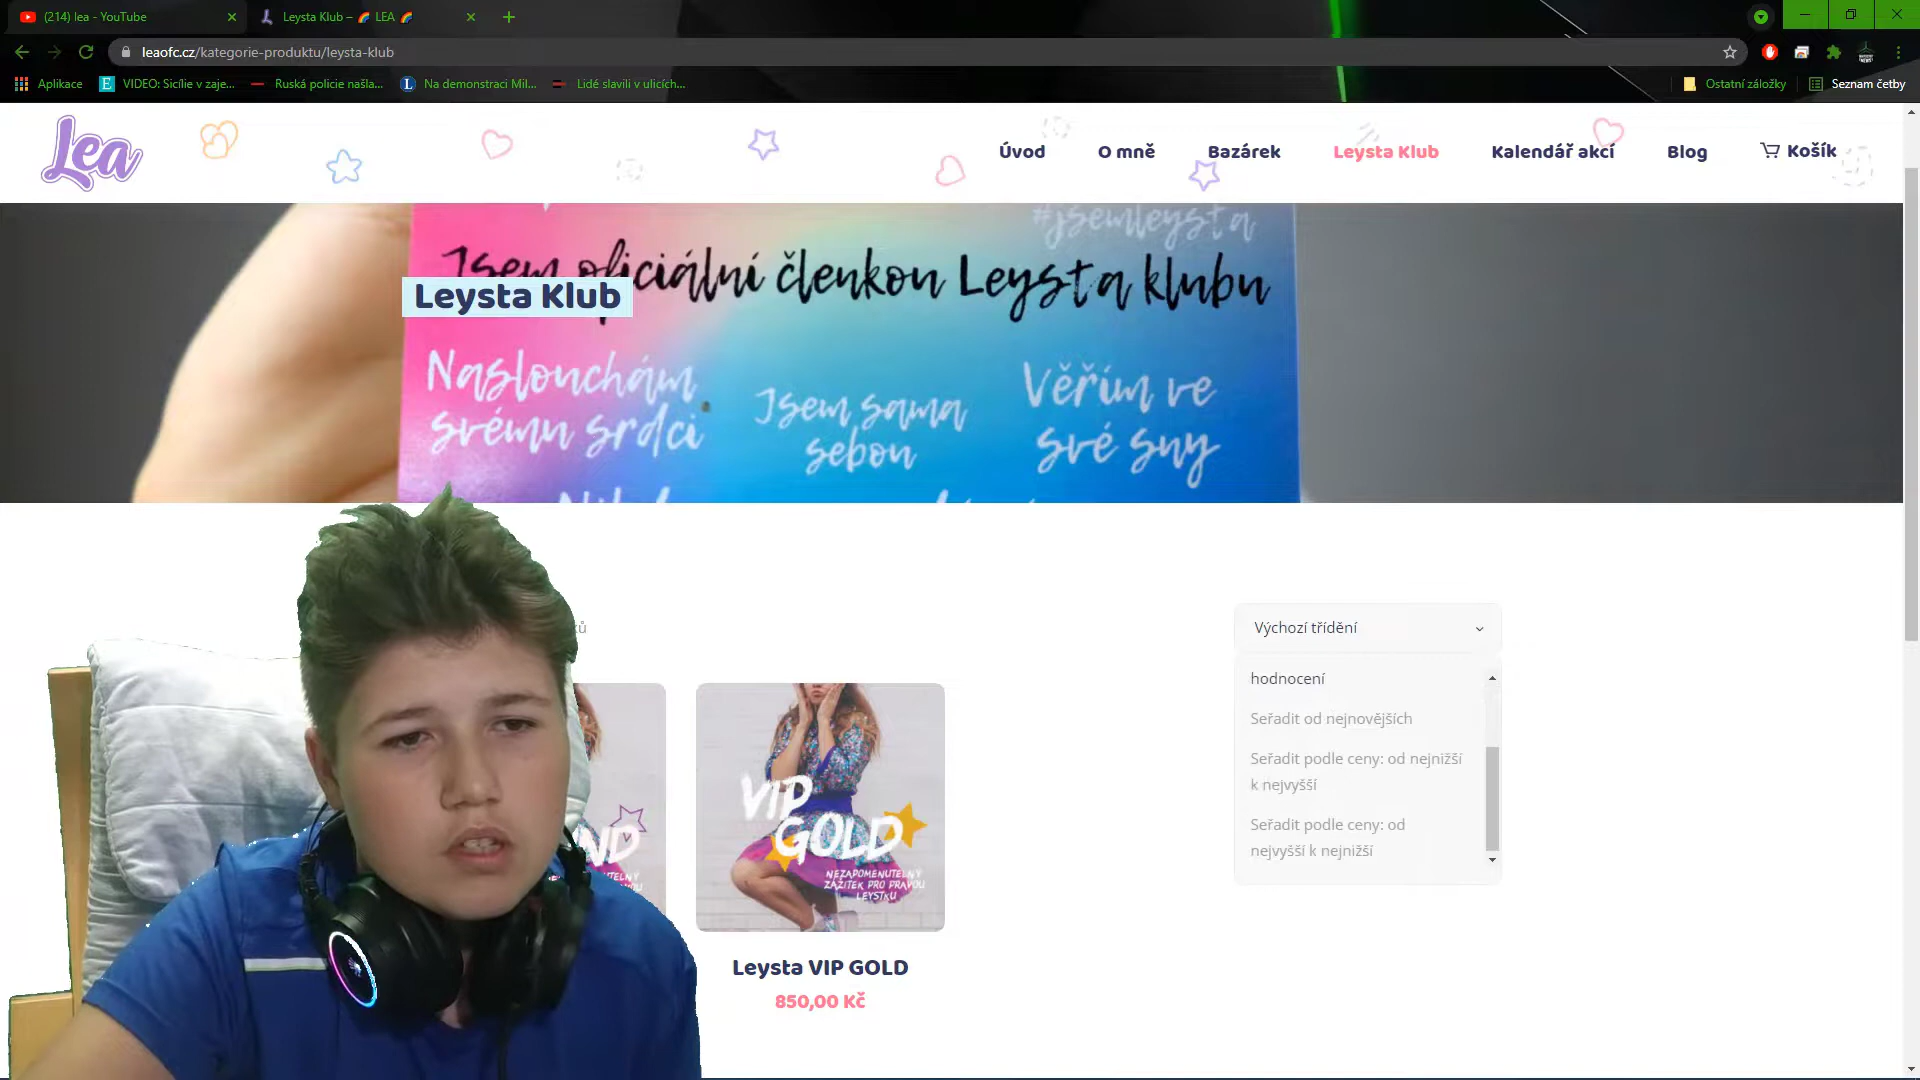 (214) lea - YouTube
Leysta Klub – 🌈 LEA 🌈
leaofc.cz/kategorie-produktu/leysta-klub
Aplikace
VIDEO: Sicílie v zaje...
Ruská policie našla...
Na demonstraci Mil...
Lidé slavili v ulicích...
Ostatní záložky
Seznam četby
Lea
Úvod
O mně
Bazárek
Leysta Klub
Kalendář akcí
Blog
Košík
#jsemleysta
Jsem oficiální členkou Leysta klubu
Leysta Klub
Naslouchám
svému srdci
Jsem sama
sebou
Věřím ve
své sny
Výchozí třídění
hodnocení
Seřadit od nejnovějších
Seřadit podle ceny: od nejnižší
k nejvyšší
Seřadit podle ceny: od
nejvyšší k nejnižší
VIP
GOLD
NEZAPOMENUTELNÝ
ZÁŽITEK PRO PRAVOU
LEYSTKU
Leysta VIP GOLD
850,00 Kč